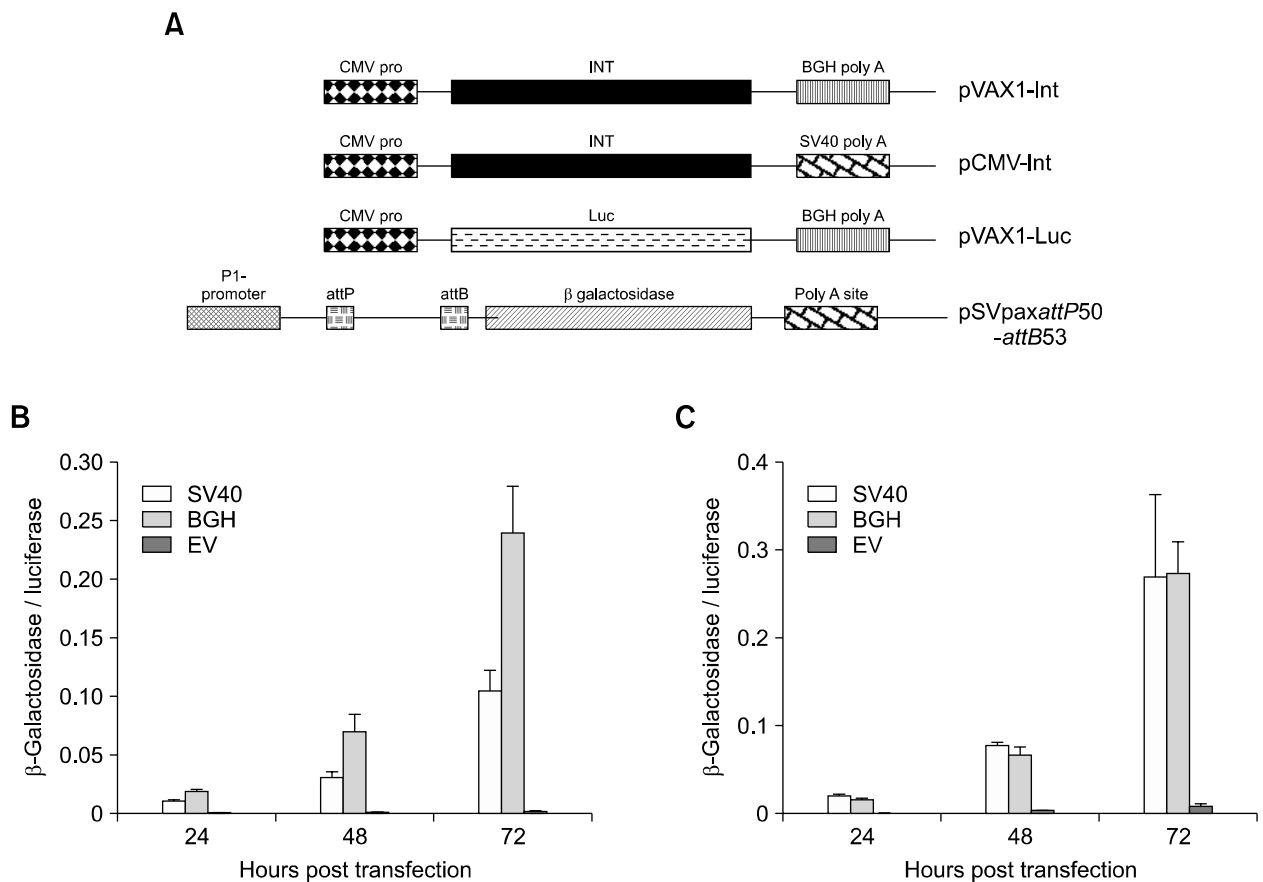 A
CMV pro INT BGH poly A pVAX1-Int
CMV pro INT SV40 poly A pCMV-Int
CMV pro Luc BGH poly A pVAX1-Luc
P1-
promoter attP attB β galactosidase Poly A site pSVpaxattP50
-attB53
B
β-Galactosidase / luciferase
0.30
0.25
0.20
0.15
0.10
0.05
0
SV40
BGH
EV
24 48 72
Hours post transfection
C
β-Galactosidase / luciferase
0.4
0.3
0.2
0.1
0
SV40
BGH
EV
24 48 72
Hours post transfection